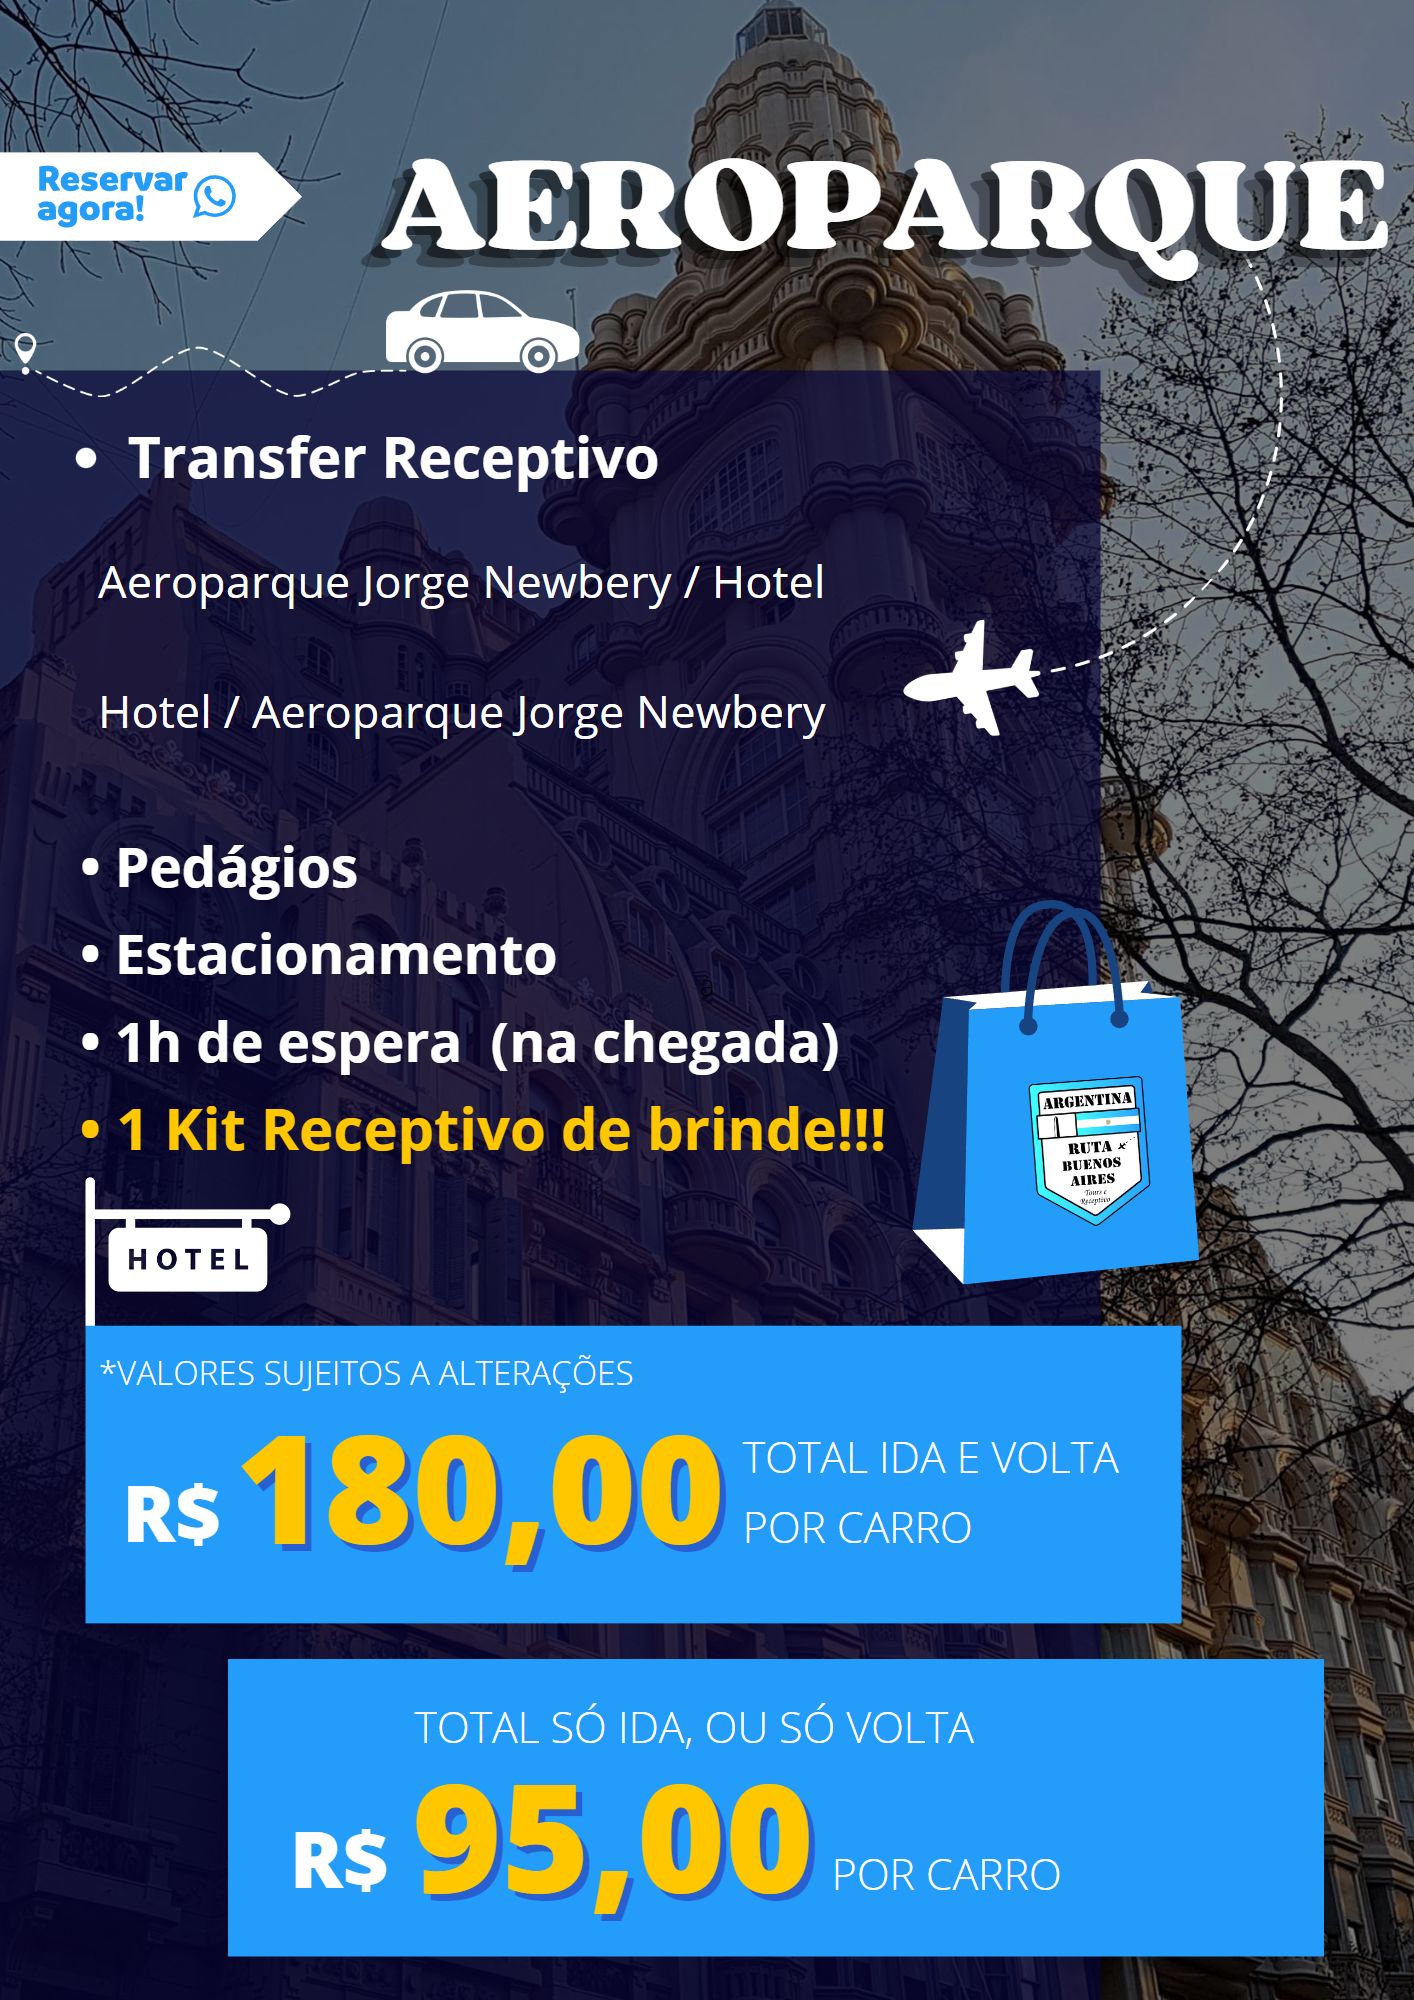 Reservar
agora!
AEROPARQUE
• Transfer Receptivo
Aeroparque Jorge Newbery / Hotel
Hotel / Aeroparque Jorge Newbery
• Pedágios
• Estacionamento
• 1h de espera (na chegada)
• 1 Kit Receptivo de brinde!!!
ARGENTINA
RUTA
BUENOS
AIRES
Tours e
Receptivo
HOTEL
*VALORES SUJEITOS A ALTERAÇÕES
R$ 180,00 TOTAL IDA E VOLTA
POR CARRO
TOTAL SÓ IDA, OU SÓ VOLTA
R$ 95,00 POR CARRO